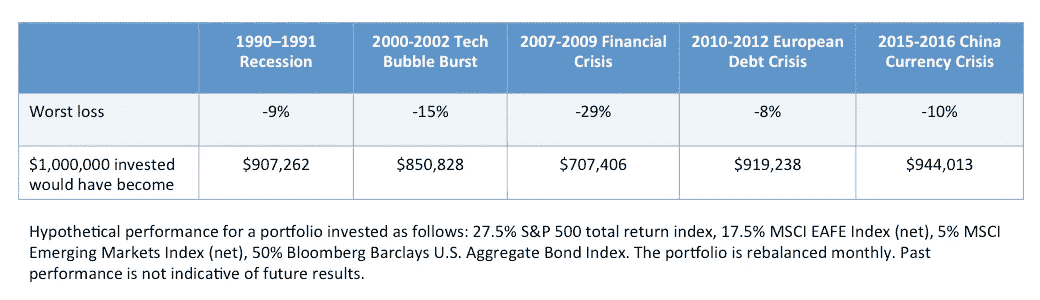 1990–1991 Recession
2000-2002 Tech Bubble Burst
2007-2009 Financial Crisis
2010-2012 European Debt Crisis
2015-2016 China Currency Crisis
Worst loss -9% -15% -29% -8% -10%
$1,000,000 invested would have become $907,262 $850,828 $707,406 $919,238 $944,013
Hypothetical performance for a portfolio invested as follows: 27.5% S&P 500 total return index, 17.5% MSCI EAFE Index (net), 5% MSCI
Emerging Markets Index (net), 50% Bloomberg Barclays U.S. Aggregate Bond Index. The portfolio is rebalanced monthly. Past
performance is not indicative of future results.